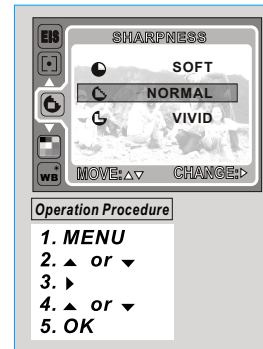 EIS
SHARPNESS
SOFT
NORMAL
VIVID
WB
MOVE:△▽ CHANGE:▷
Operation Procedure
1. MENU
2. ▲ or ▼
3. ▶
4. ▲ or ▼
5. OK